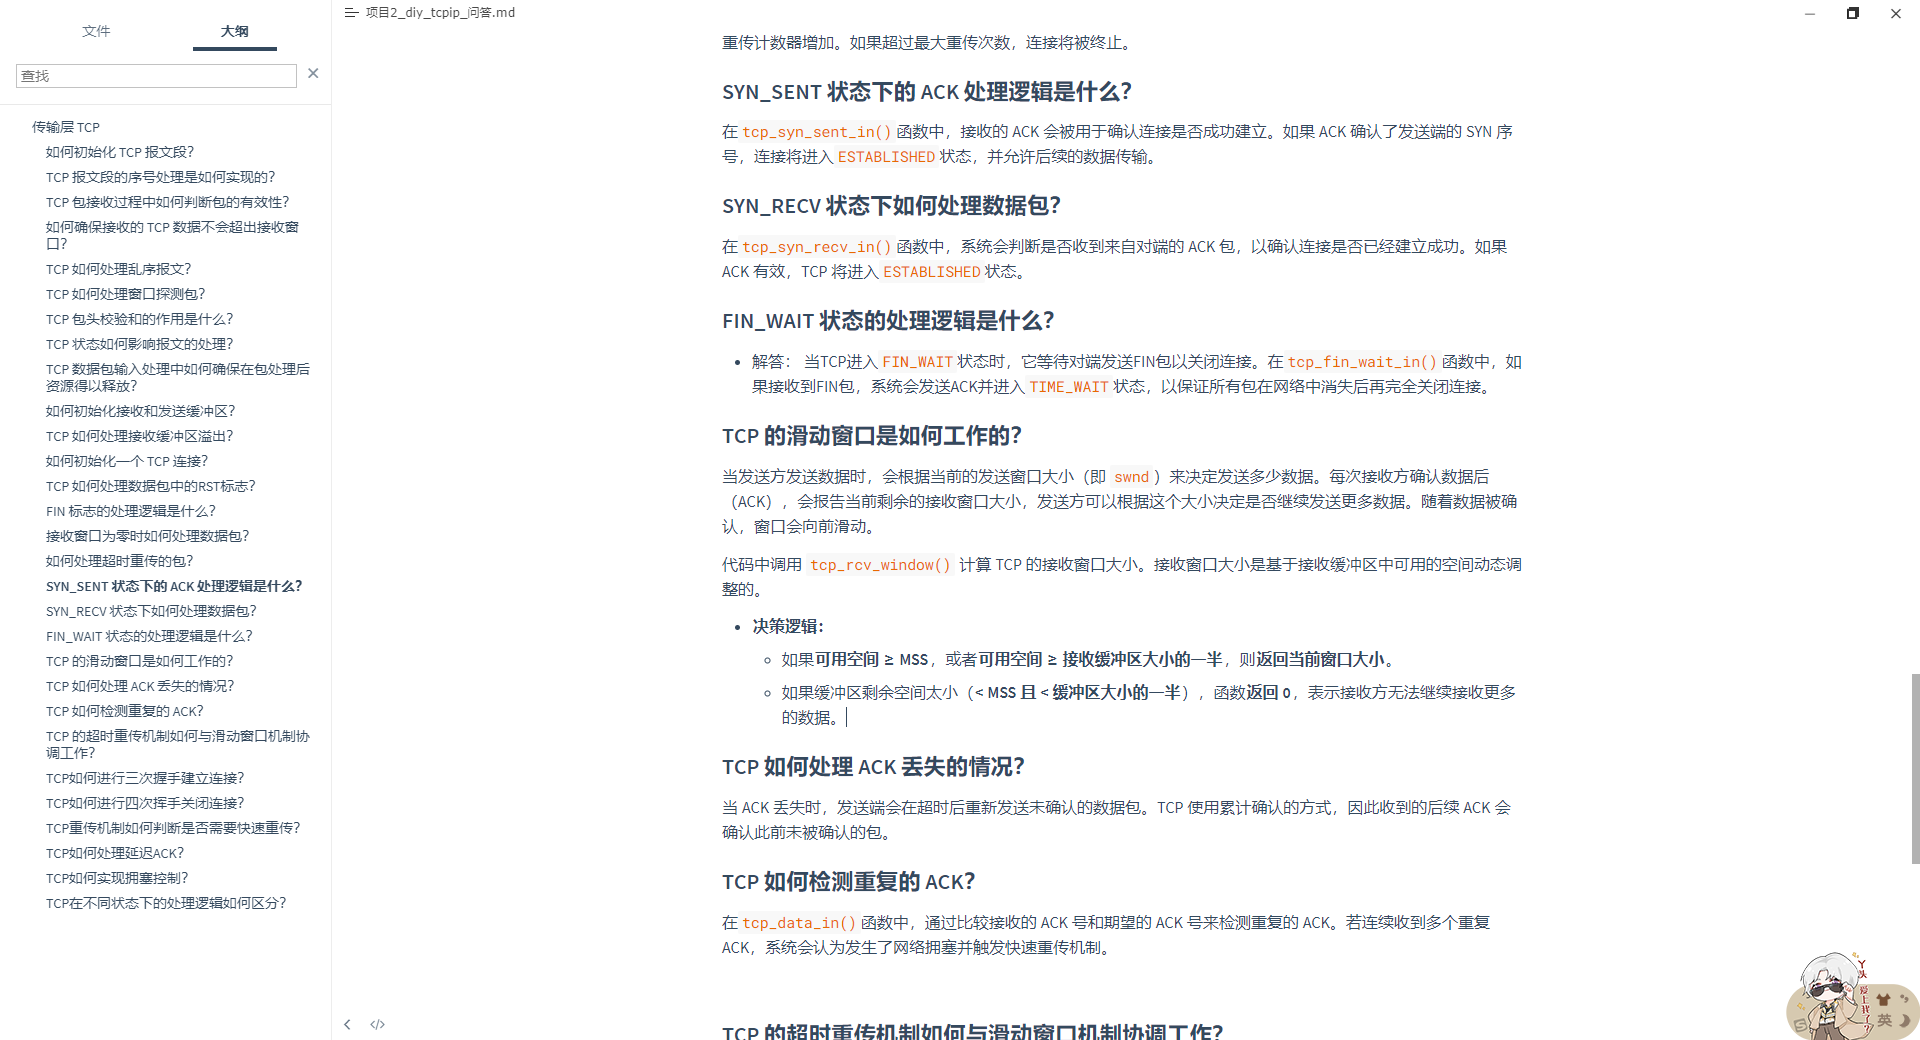 文件
大纲
查找
传输层 TCP
如何初始化 TCP 报文段？
TCP 报文段的序号处理是如何实现的？
TCP 包接收过程中如何判断包的有效性？
如何确保接收的 TCP 数据不会超出接收窗
口？
TCP 如何处理乱序报文？
TCP 如何处理窗口探测包？
TCP 包头校验和的作用是什么？
TCP 状态如何影响报文的处理？
TCP 数据包输入处理中如何确保在包处理后
资源得以释放？
如何初始化接收和发送缓冲区？
TCP 如何处理接收缓冲区溢出？
如何初始化一个 TCP 连接？
TCP 如何处理数据包中的RST标志？
FIN 标志的处理逻辑是什么？
接收窗口为零时如何处理数据包？
如何处理超时重传的包？
SYN_SENT 状态下的 ACK 处理逻辑是什么？
SYN_RECV 状态下如何处理数据包？
FIN_WAIT 状态的处理逻辑是什么？
TCP 的滑动窗口是如何工作的？
TCP 如何处理 ACK 丢失的情况？
TCP 如何检测重复的 ACK？
TCP 的超时重传机制如何与滑动窗口机制协
调工作？
TCP如何进行三次握手建立连接？
TCP如何进行四次挥手关闭连接？
TCP重传机制如何判断是否需要快速重传？
TCP如何处理延迟ACK？
TCP如何实现拥塞控制？
TCP在不同状态下的处理逻辑如何区分？
项目2_diy_tcpip_问答.md
重传计数器增加。如果超过最大重传次数，连接将被终止。
SYN_SENT 状态下的 ACK 处理逻辑是什么？
在 tcp_syn_sent_in() 函数中，接收的 ACK 会被用于确认连接是否成功建立。如果 ACK 确认了发送端的 SYN 序
号，连接将进入 ESTABLISHED 状态，并允许后续的数据传输。
SYN_RECV 状态下如何处理数据包？
在 tcp_syn_recv_in() 函数中，系统会判断是否收到来自对端的 ACK 包，以确认连接是否已经建立成功。如果
ACK 有效，TCP 将进入 ESTABLISHED 状态。
FIN_WAIT 状态的处理逻辑是什么？
• 解答： 当TCP进入 FIN_WAIT 状态时，它等待对端发送FIN包以关闭连接。在 tcp_fin_wait_in() 函数中，如
果接收到FIN包，系统会发送ACK并进入 TIME_WAIT 状态，以保证所有包在网络中消失后再完全关闭连接。
TCP 的滑动窗口是如何工作的？
当发送方发送数据时，会根据当前的发送窗口大小（即 swnd ）来决定发送多少数据。每次接收方确认数据后
（ACK），会报告当前剩余的接收窗口大小，发送方可以根据这个大小决定是否继续发送更多数据。随着数据被确
认，窗口会向前滑动。
代码中调用 tcp_rcv_window() 计算 TCP 的接收窗口大小。接收窗口大小是基于接收缓冲区中可用的空间动态调
整的。
• 决策逻辑：
◦ 如果可用空间 ≥ MSS，或者可用空间 ≥ 接收缓冲区大小的一半，则返回当前窗口大小。
◦ 如果缓冲区剩余空间太小（< MSS 且 < 缓冲区大小的一半），函数返回 0，表示接收方无法继续接收更多
的数据。
TCP 如何处理 ACK 丢失的情况？
当 ACK 丢失时，发送端会在超时后重新发送未确认的数据包。TCP 使用累计确认的方式，因此收到的后续 ACK 会
确认此前未被确认的包。
TCP 如何检测重复的 ACK？
在 tcp_data_in() 函数中，通过比较接收的 ACK 号和期望的 ACK 号来检测重复的 ACK。若连续收到多个重复
ACK，系统会认为发生了网络拥塞并触发快速重传机制。
TCP 的超时重传机制如何与滑动窗口机制协调工作？
丫头
爱上我了？
英